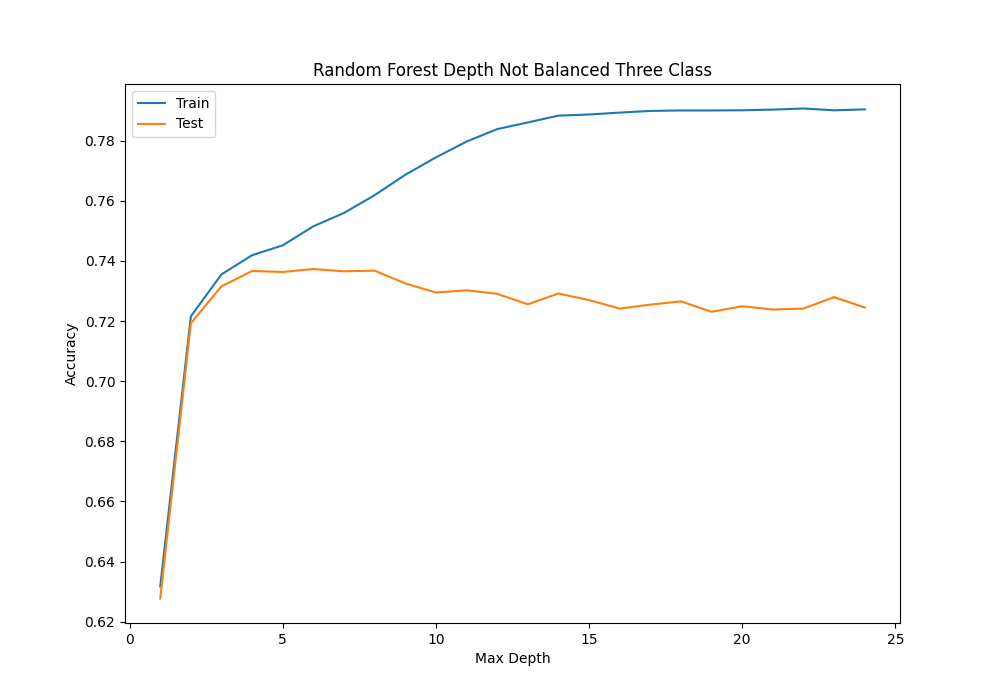 Random Forest Depth Not Balanced Three Class
Train
Test
0.78
0.76
0.74
0.72
0.70
0.68
0.66
0.64
0.62
Accuracy
0 5 10 15 20 25
Max Depth